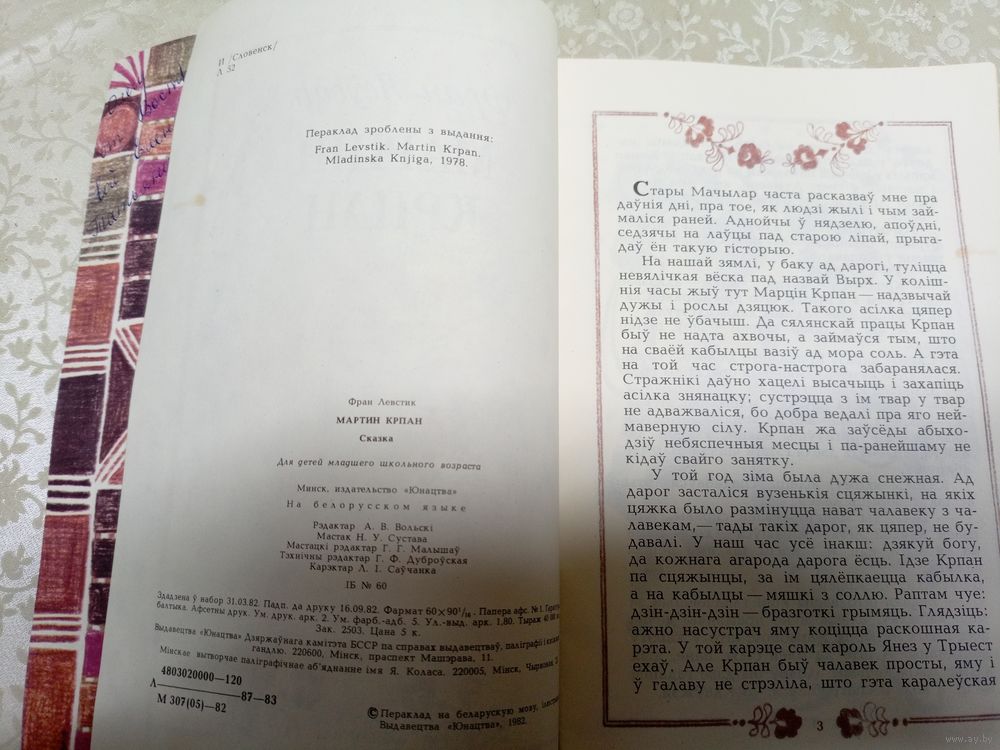 И /Словенск/
Л 52
Пераклад зроблены з выдання:
Fran Levstik. Martin Krpan.
Mladinska Knjiga, 1978.
Фран Левстик
МАРТИН КРПАН
Сказка
Для детей младшего школьного возраста
Минск, издательство «Юнацтва»
На белорусском языке
Рэдактар А. В. Вольскі
Мастак Н. У. Сустава
Мастацкі рэдактар Г. Г. Малышаў
Тэхнічны рэдактар Г. Ф. Дуброўская
Карэктар Л. І. Саўчанка
ІБ № 60
Здадзена ў набор 31.03.82. Падп. да друку 16.09.82. Фармат 60×90 1/16. Папера афс. № 1.
балтыка. Афсетны друк. Ум. друк. арк. 2. Ум. фарб.-адб. 5. Ул.-выд. арк. 1,80. Тыраж
Зак. 2503. Цана 5 к.
Выдавецтва «Юнацтва» Дзяржаўнага камітэта БССР па справах выдавецтваў, паліграфіі і
гандлю. 220600, Мінск, праспект Машэрава, 11.
Мінскае вытворчае паліграфічнае аб'яднанне імя Я. Коласа. 220005, Мінск,
4803020000—120
Л—87—83
М 307(05)—82
© Пераклад на беларускую мову,
Выдавецтва «Юнацтва», 1982.
Стары Мачылар часта расказваў мне пра
даўнія дні, пра тое, як людзі жылі і чым зай-
маліся раней. Аднойчы ў нядзелю, апоўдні,
седзячы на лаўцы пад старою ліпай, прыга-
даў ён такую гісторыю.
На нашай зямлі, у баку ад дарогі, туліцца
невялічкая вёска пад назвай Вырх. У коліш-
нія часы жыў тут Марцін Крпан — надзвычай
дужы і рослы дзяцюк. Такого асілка цяпер
нідзе не ўбачыш. Да сялянскай працы Крпан
быў не надта ахвочы, а займаўся тым, што
на сваёй кабылцы вазіў ад мора соль. А гэта
на той час строга-настрога забаранялася.
Стражнікі даўно хацелі высачыць і захапіць
асілка знянацку; сустрэцца з ім твар у твар
не адважваліся, бо добра ведалі пра яго ней-
маверную сілу. Крпан жа заўсёды абыхо-
дзіў небяспечныя месцы і па-ранейшаму не
кідаў свайго занятку.
У той год зіма была дужа снежная. Ад
дарог засталіся вузенькія сцяжынкі, на якіх
цяжка было размінуцца нават чалавеку з ча-
лавекам,— тады такіх дарог, як цяпер, не бу-
давалі. У наш час усё інакш: дзякуй богу,
да кожнага агарода дарога ёсць. Ідзе Крпан
па сцяжынцы, за ім цялёпкаецца кабылка,
а на кабылцы — мяшкі з соллю. Раптам чуе:
дзін-дзін-дзін — бразготкі грымяць. Глядзіць:
ажно насустрач яму коціцца раскошная ка-
рэта. У той карэце сам кароль Янез у Трыест
ехаў. Але Крпан быў чалавек просты, яму і
ў галаву не стрэліла, што гэта каралеўская
3
www.ay.by